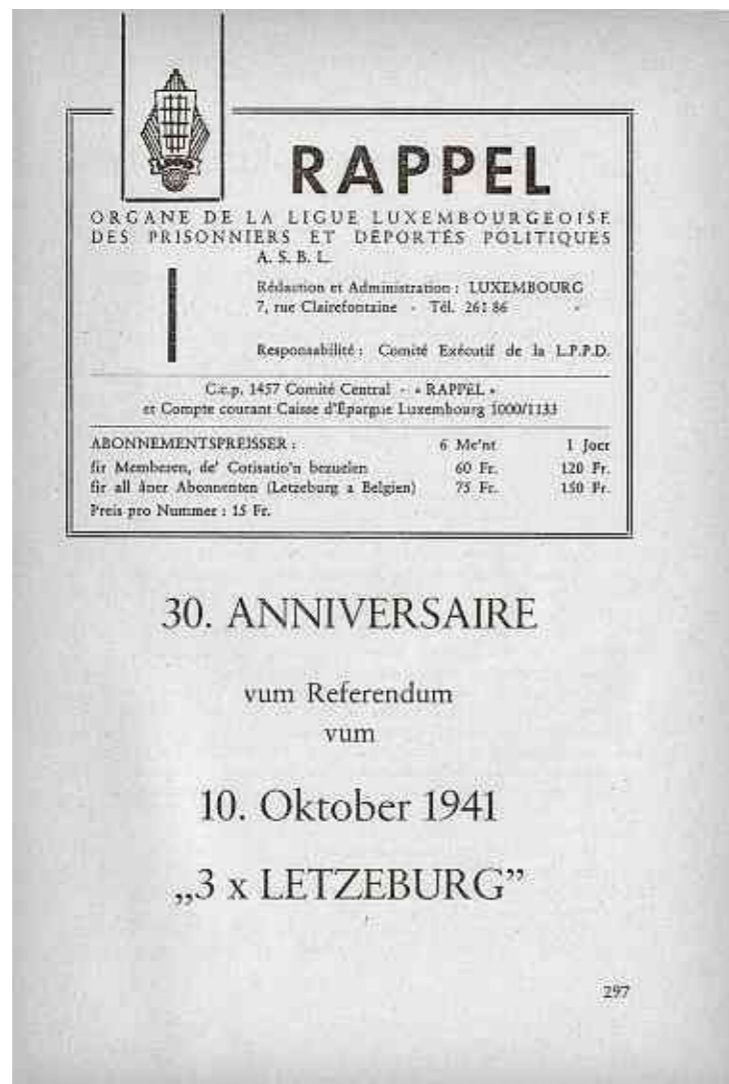 L.P.P.D.
RAPPEL
ORGANE DE LA LIGUE LUXEMBOURGEOISE
DES PRISONNIERS ET DÉPORTÉS POLITIQUES
A. S. B. L.
Rédaction et Administration : LUXEMBOURG
7, rue Clairefontaine - Tél. 261 86
Responsabilité : Comité Exécutif de la L.P.P.D.
C.c.p. 1457 Comité Central - « RAPPEL »
et Compte courant Caisse d'Épargne Luxembourg 1000/1133
ABONNEMENTSPREISSER : 6 Me'nt 1 Joer
fir Memberen, de' Cotisatio'n bezuelen 60 Fr. 120 Fr.
fir all âner Abonnenten (Letzeburg a Belgien) 75 Fr. 150 Fr.
Preis pro Nummer : 15 Fr.
30. ANNIVERSAIRE
vum Referendum
vum
10. Oktober 1941
„3 x LETZEBURG”
297